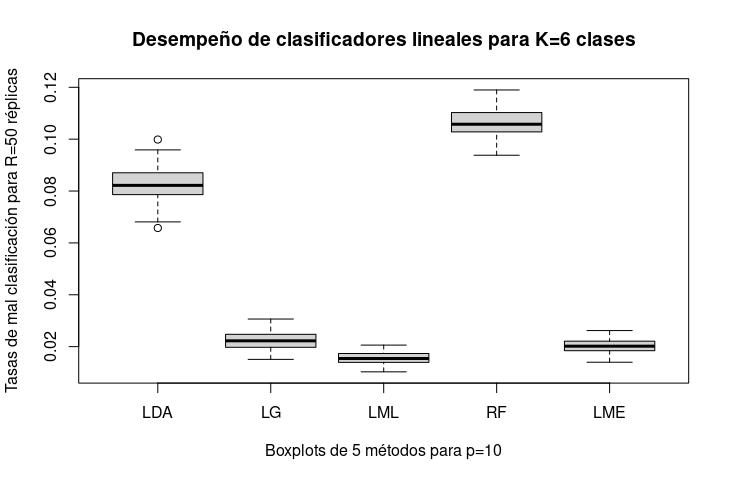 Desempeño de clasificadores lineales para K=6 clases
Tasas de mal clasificación para R=50 réplicas
0.12
0.10
0.08
0.06
0.04
0.02
LDA LG LML RF LME
Boxplots de 5 métodos para p=10